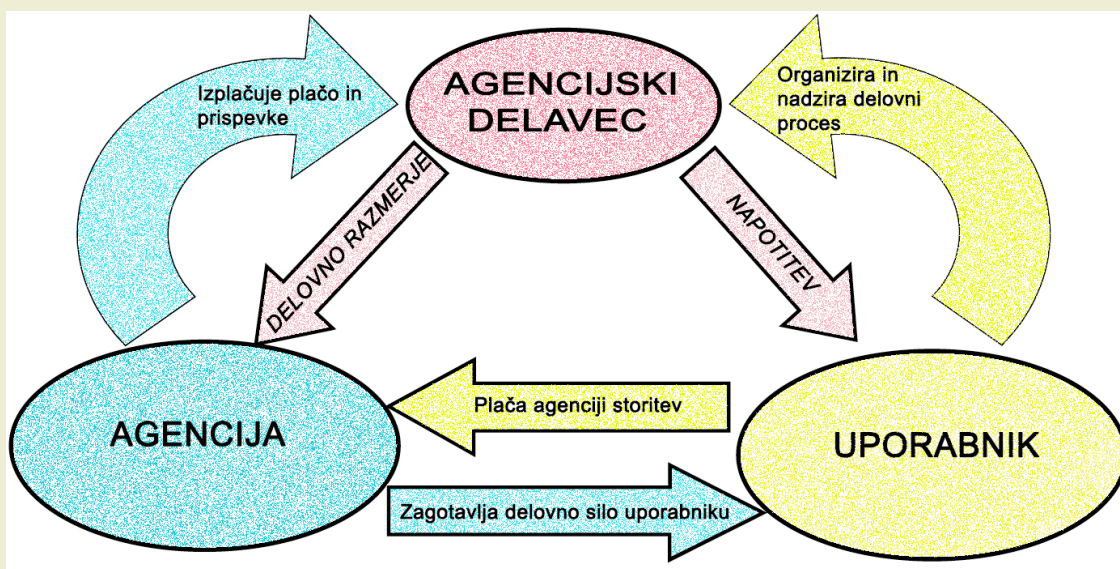 Izplačuje plačo in
prispevke
AGENCIJSKI
DELAVEC
Organizira in
nadzira delovni
proces
DELOVNO RAZMERJE
NAPOTITEV
AGENCIJA
Plača agenciji storitev
UPORABNIK
Zagotavlja delovno silo uporabniku